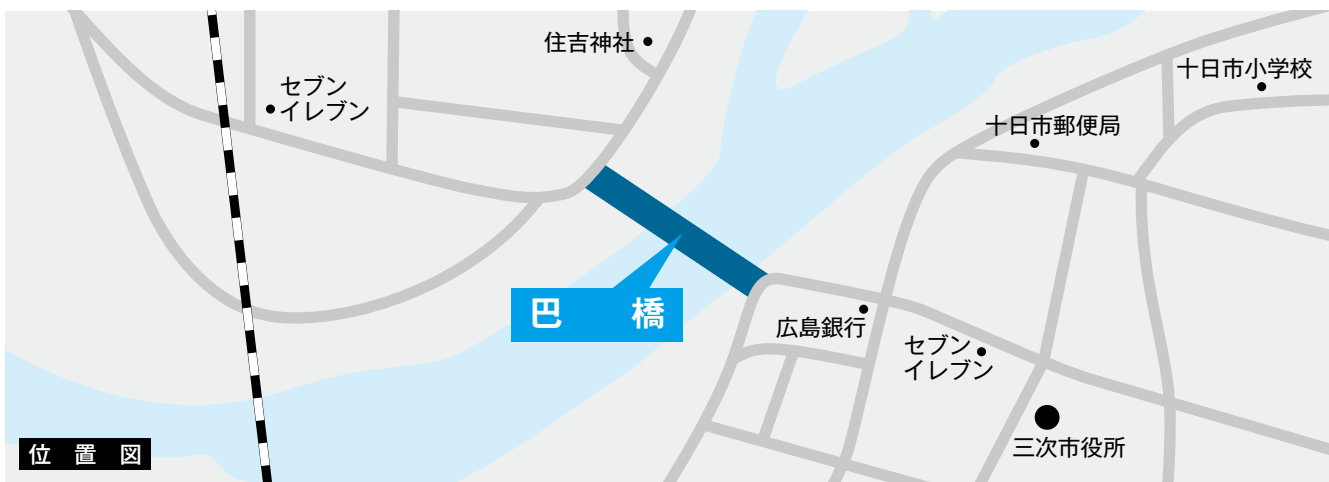 住吉神社
十日市小学校
セブン
イレブン
十日市郵便局
巴 橋
広島銀行
セブン
イレブン
三次市役所
位 置 図